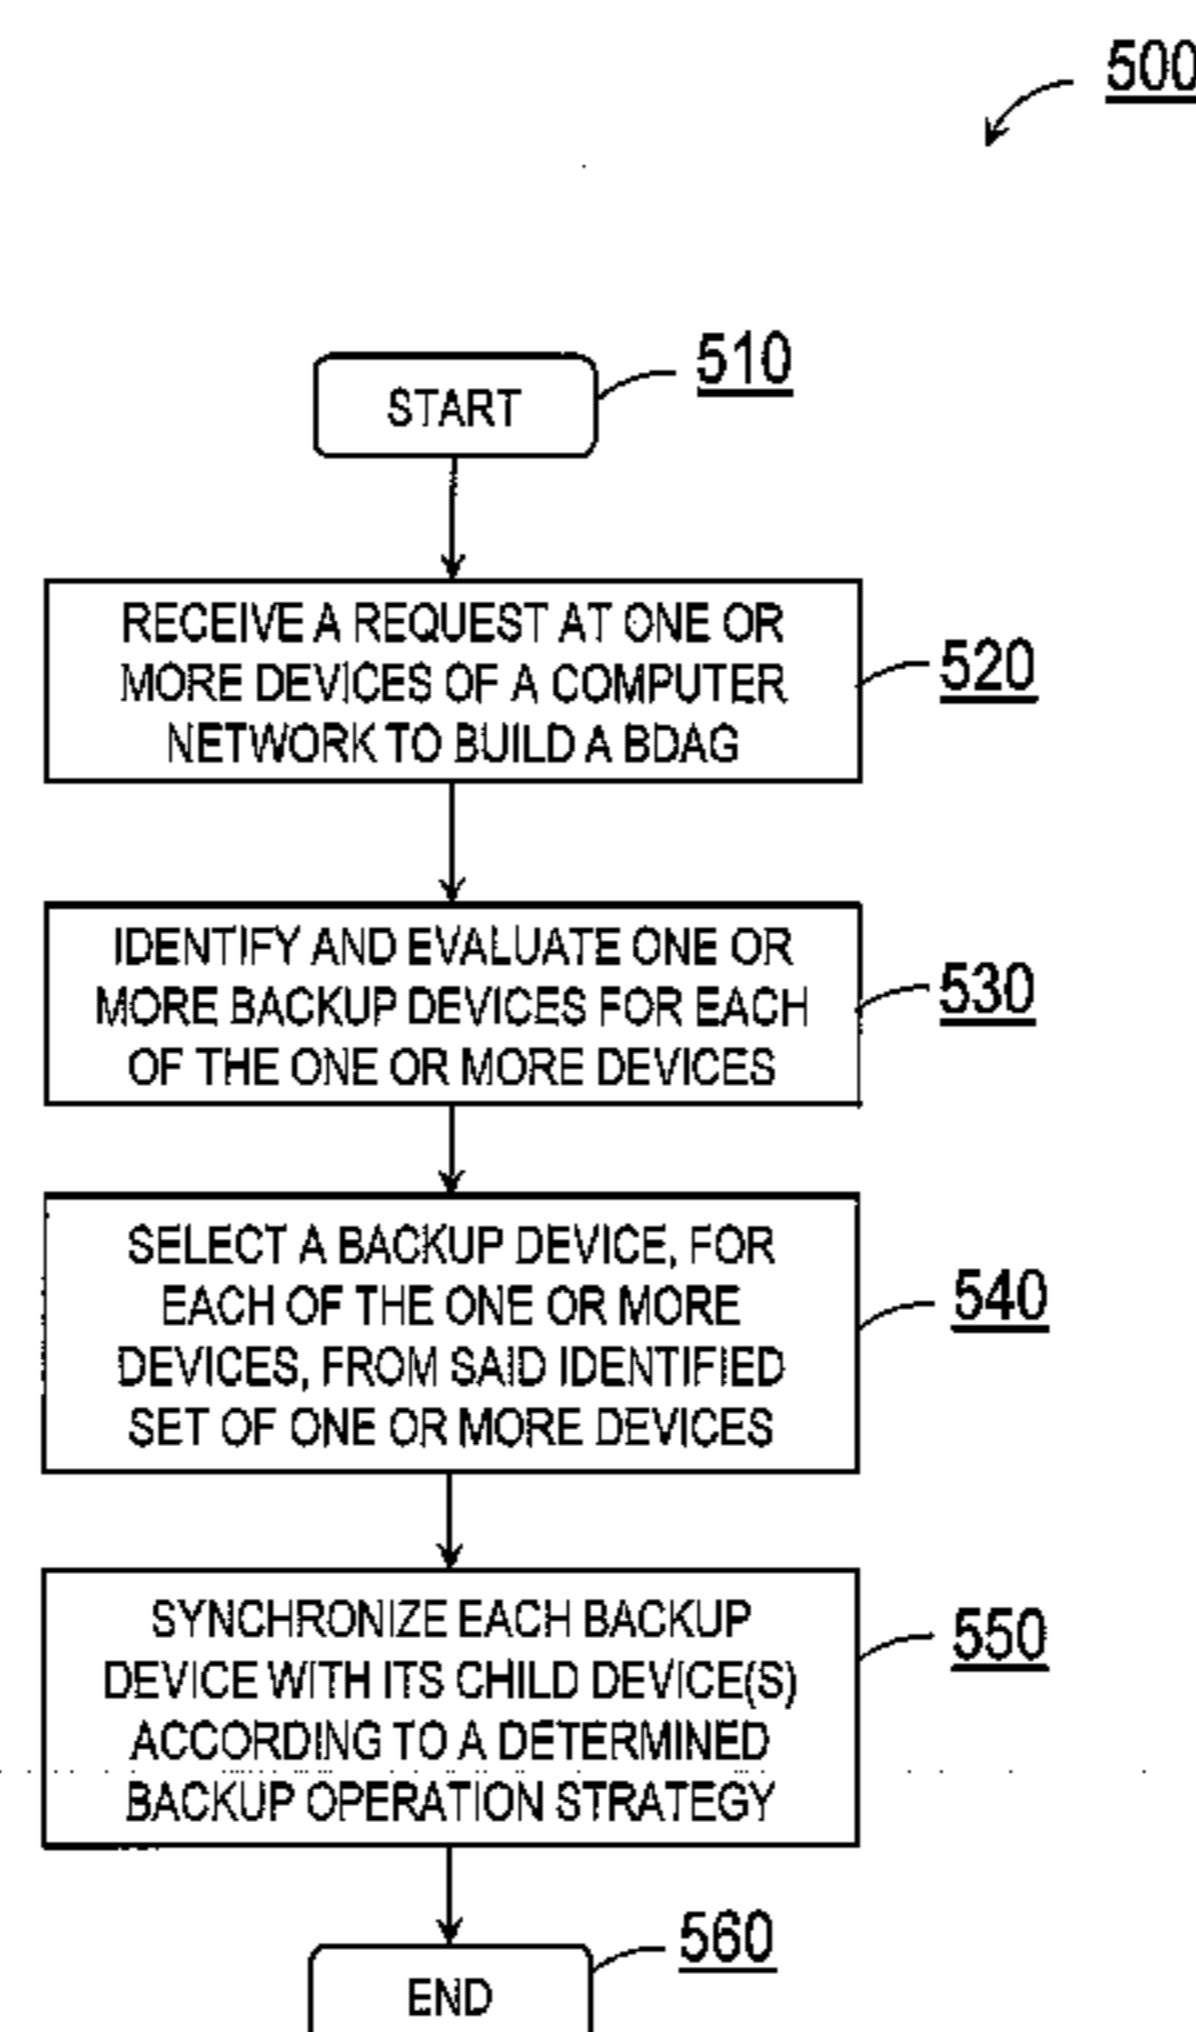 500
START
510
RECEIVE A REQUEST AT ONE OR
MORE DEVICES OF A COMPUTER
NETWORK TO BUILD A BDAG
520
IDENTIFY AND EVALUATE ONE OR
MORE BACKUP DEVICES FOR EACH
OF THE ONE OR MORE DEVICES
530
SELECT A BACKUP DEVICE, FOR
EACH OF THE ONE OR MORE
DEVICES, FROM SAID IDENTIFIED
SET OF ONE OR MORE DEVICES
540
SYNCHRONIZE EACH BACKUP
DEVICE WITH ITS CHILD DEVICE(S)
ACCORDING TO A DETERMINED
BACKUP OPERATION STRATEGY
550
END
560